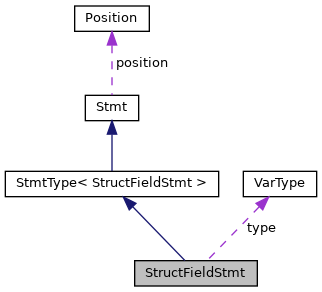 Position
position
Stmt
StmtType< StructFieldStmt >
VarType
type
StructFieldStmt